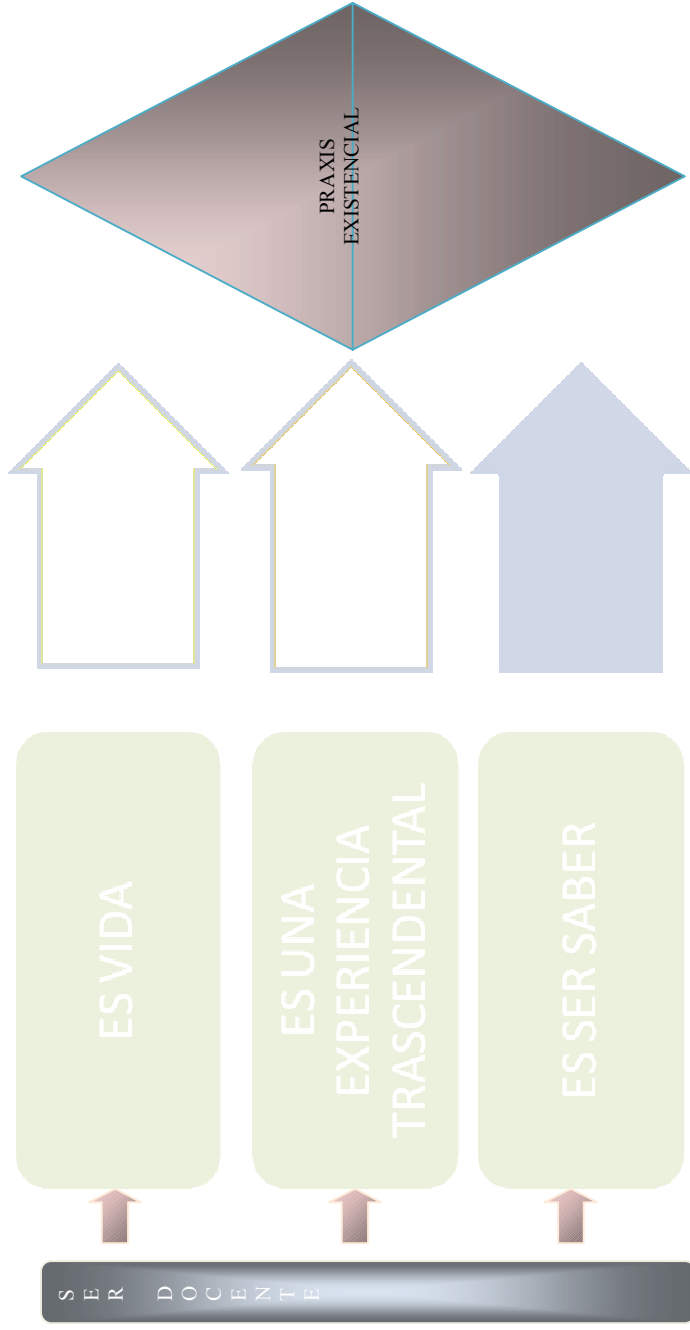 SER DOCENTE
ES VIDA
ES UNA
EXPERIENCIA
TRASCENDENTAL
ES SER SABER
PRAXIS
EXISTENCIAL